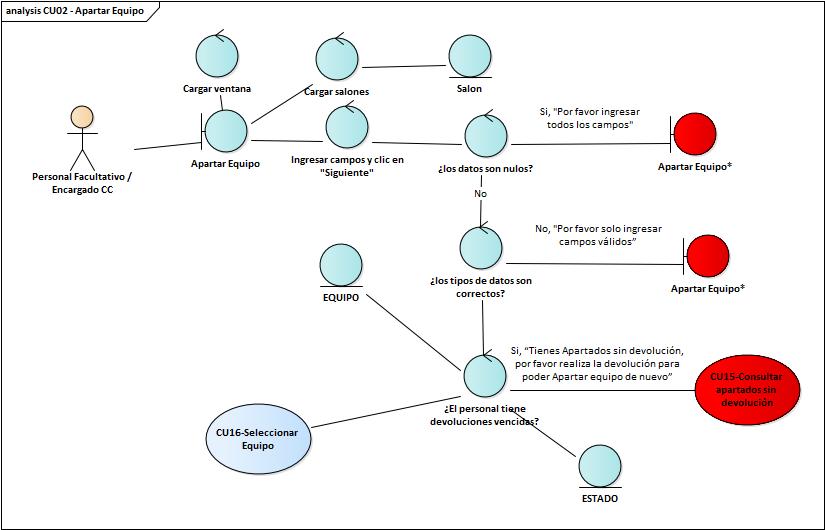 analysis CU02 - Apartar Equipo
Cargar ventana
Cargar salones
Salon
Personal Facultativo /
Encargado CC
Apartar Equipo
Ingresar campos y clic en
"Siguiente"
¿los datos son nulos?
Si, "Por favor ingresar
todos los campos"
Apartar Equipo*
No
No, "Por favor solo ingresar
campos válidos”
¿los tipos de datos son
correctos?
Apartar Equipo*
EQUIPO
Si, “Tienes Apartados sin devolución,
por favor realiza la devolución para
poder Apartar equipo de nuevo”
CU15-Consultar
apartados sin
devolución
¿El personal tiene
devoluciones vencidas?
CU16-Seleccionar
Equipo
ESTADO